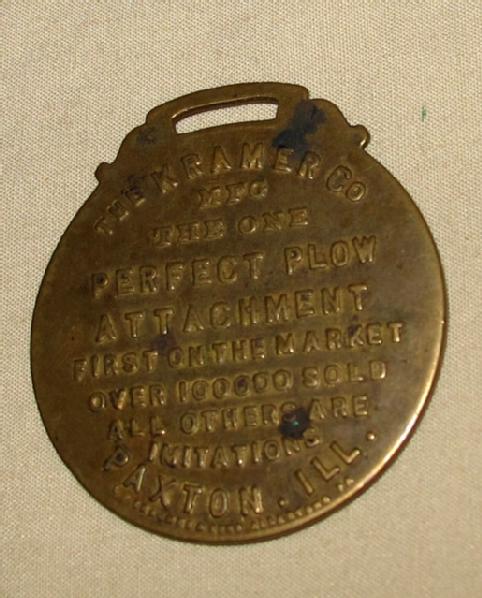 THE KRAMER CO
MFG
THE ONE
PERFECT PLOW
ATTACHMENT
FIRST ON THE MARKET
OVER 100000 SOLD
ALL OTHERS ARE
IMITATIONS
PAXTON. ILL.